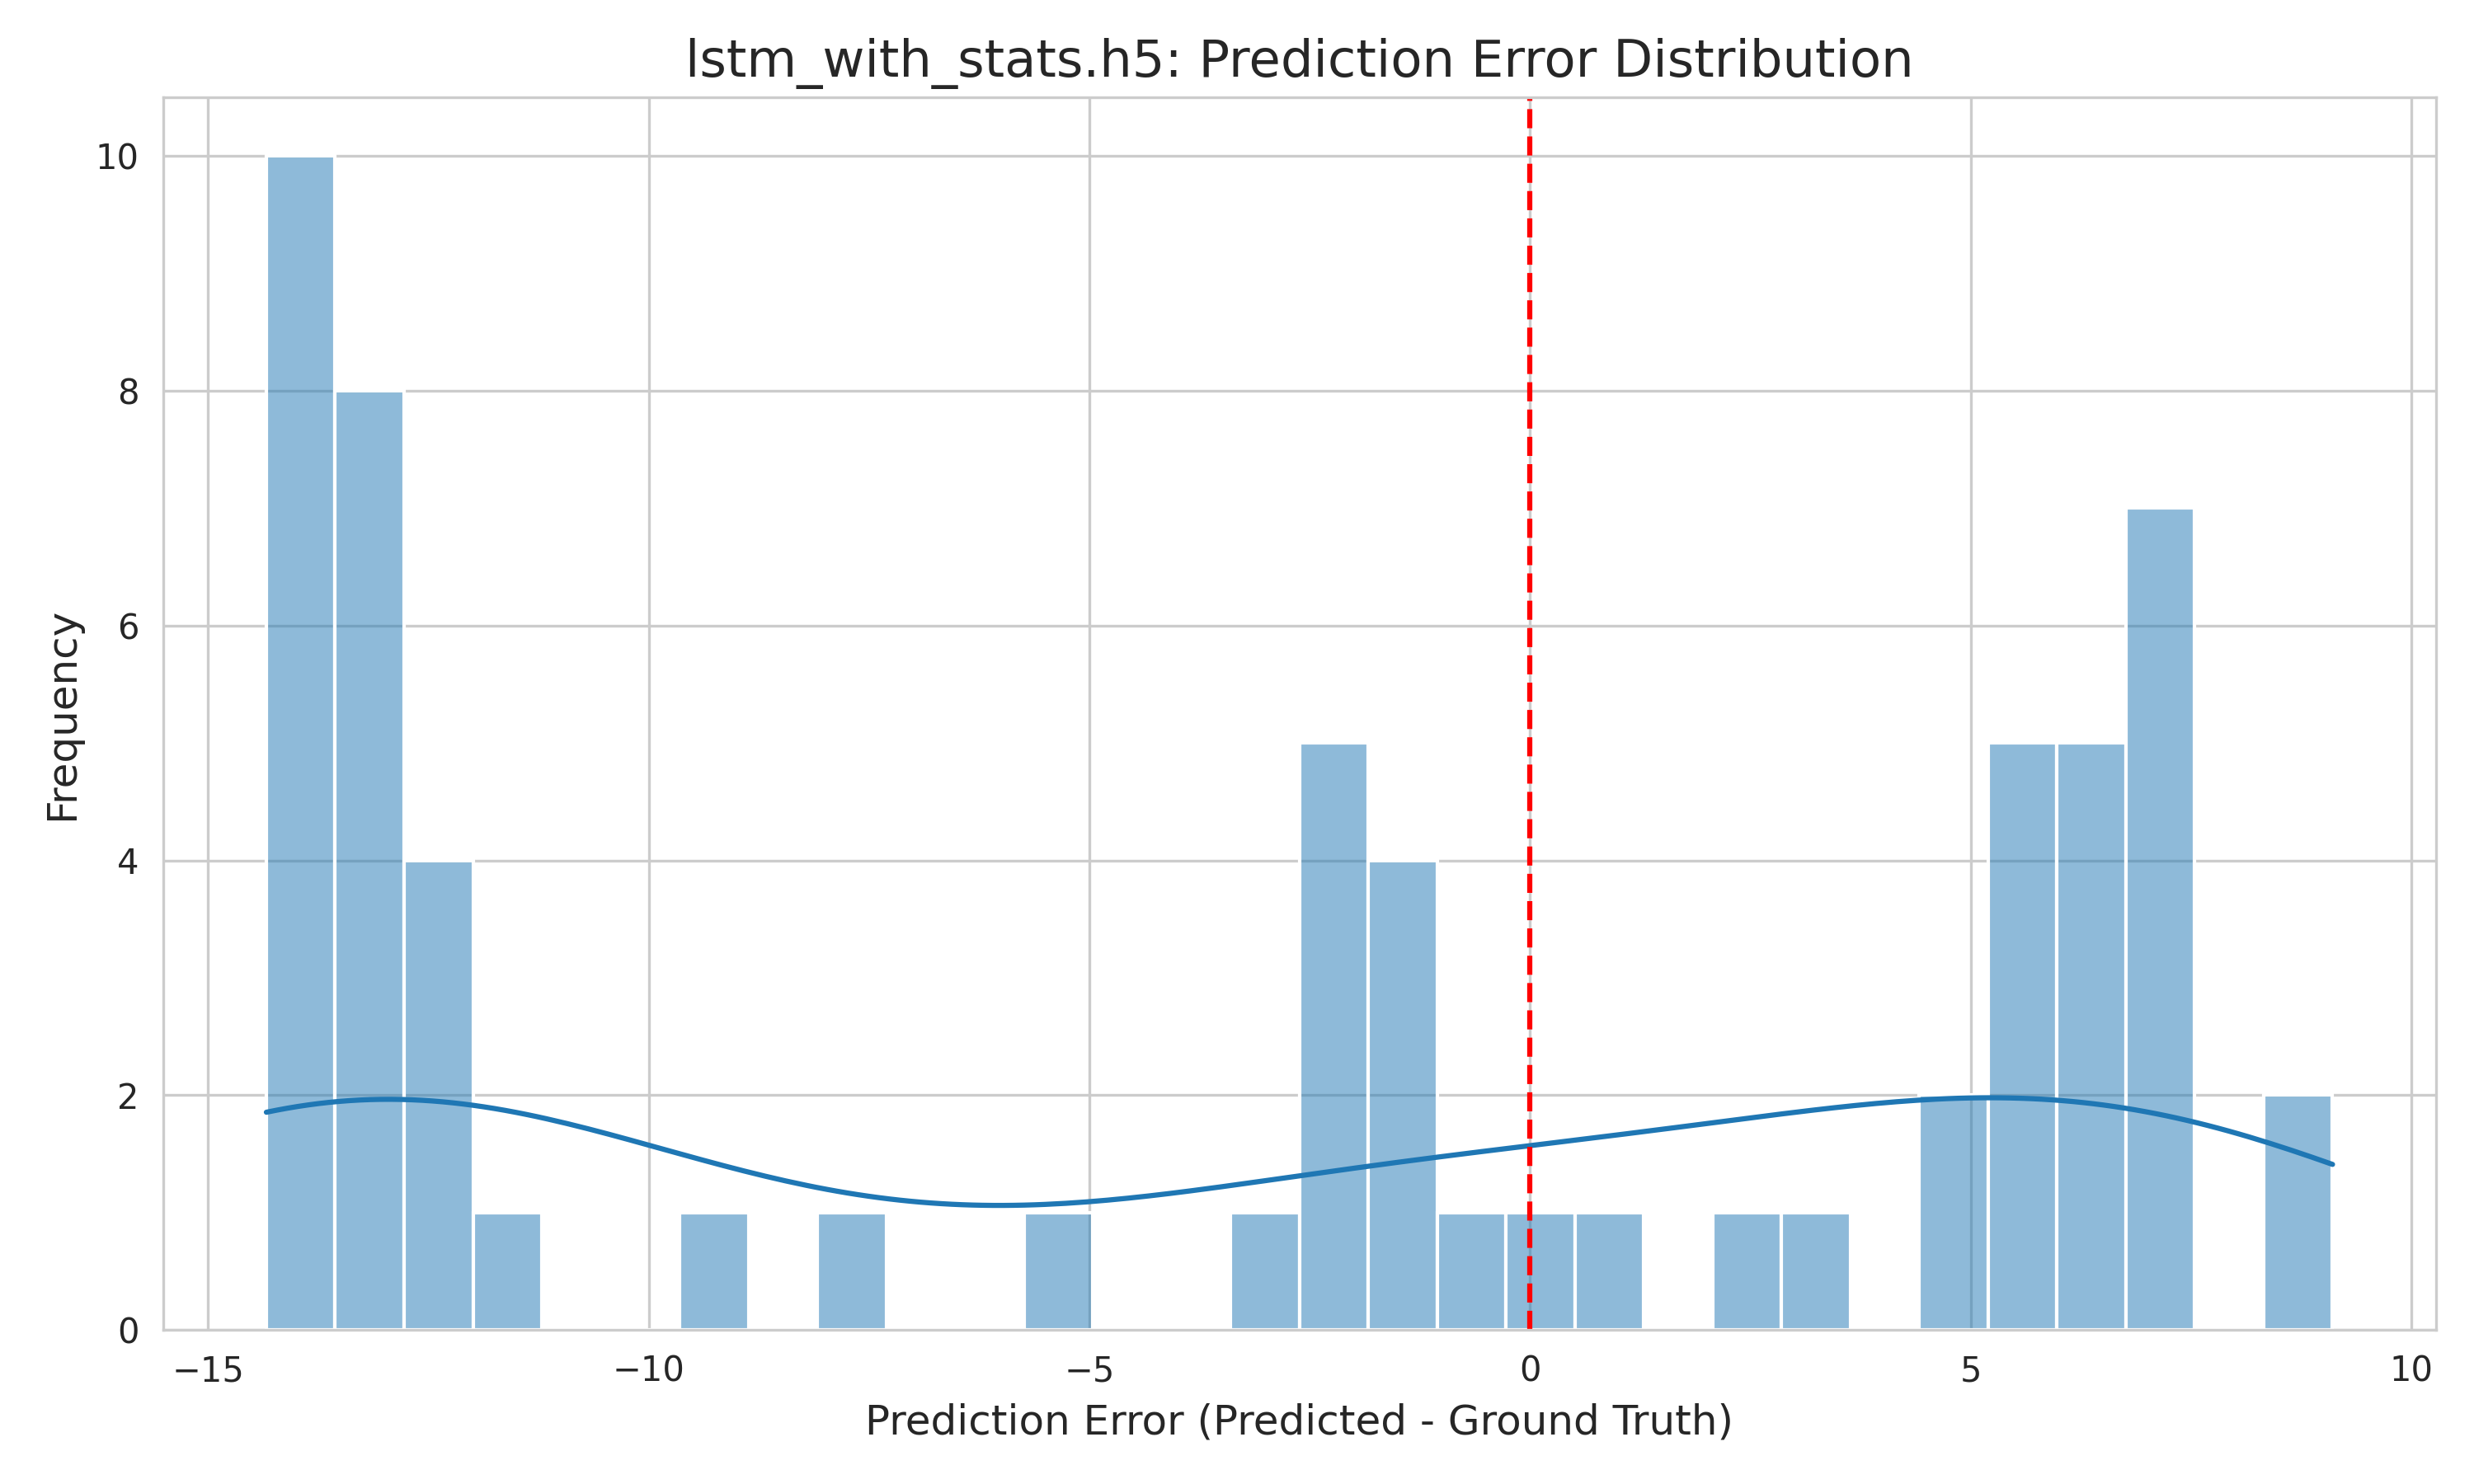 lstm_with_stats.h5: Prediction Error Distribution
10
8
6
4
2
0
Frequency
−15 −10 −5 0 5 10
Prediction Error (Predicted - Ground Truth)